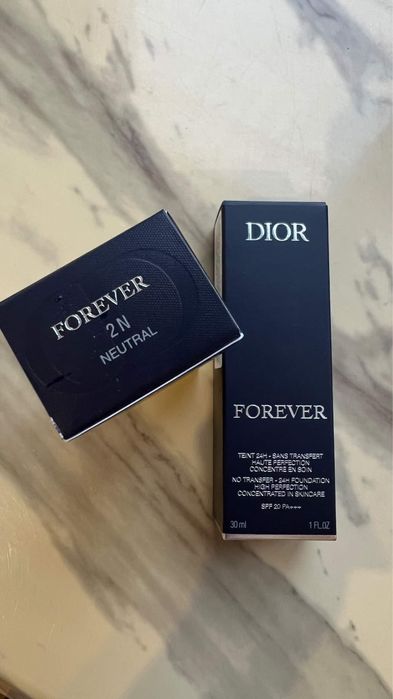 FOREVER
2N
NEUTRAL
DIOR
FOREVER
TEINT 24H • SANS TRANSFERT
HAUTE PERFECTION
CONCENTRÉ EN SOIN
NO TRANSFER • 24H FOUNDATION
HIGH PERFECTION
CONCENTRATED IN SKINCARE
SPF 20 PA+++
30 ml 1 FL.OZ